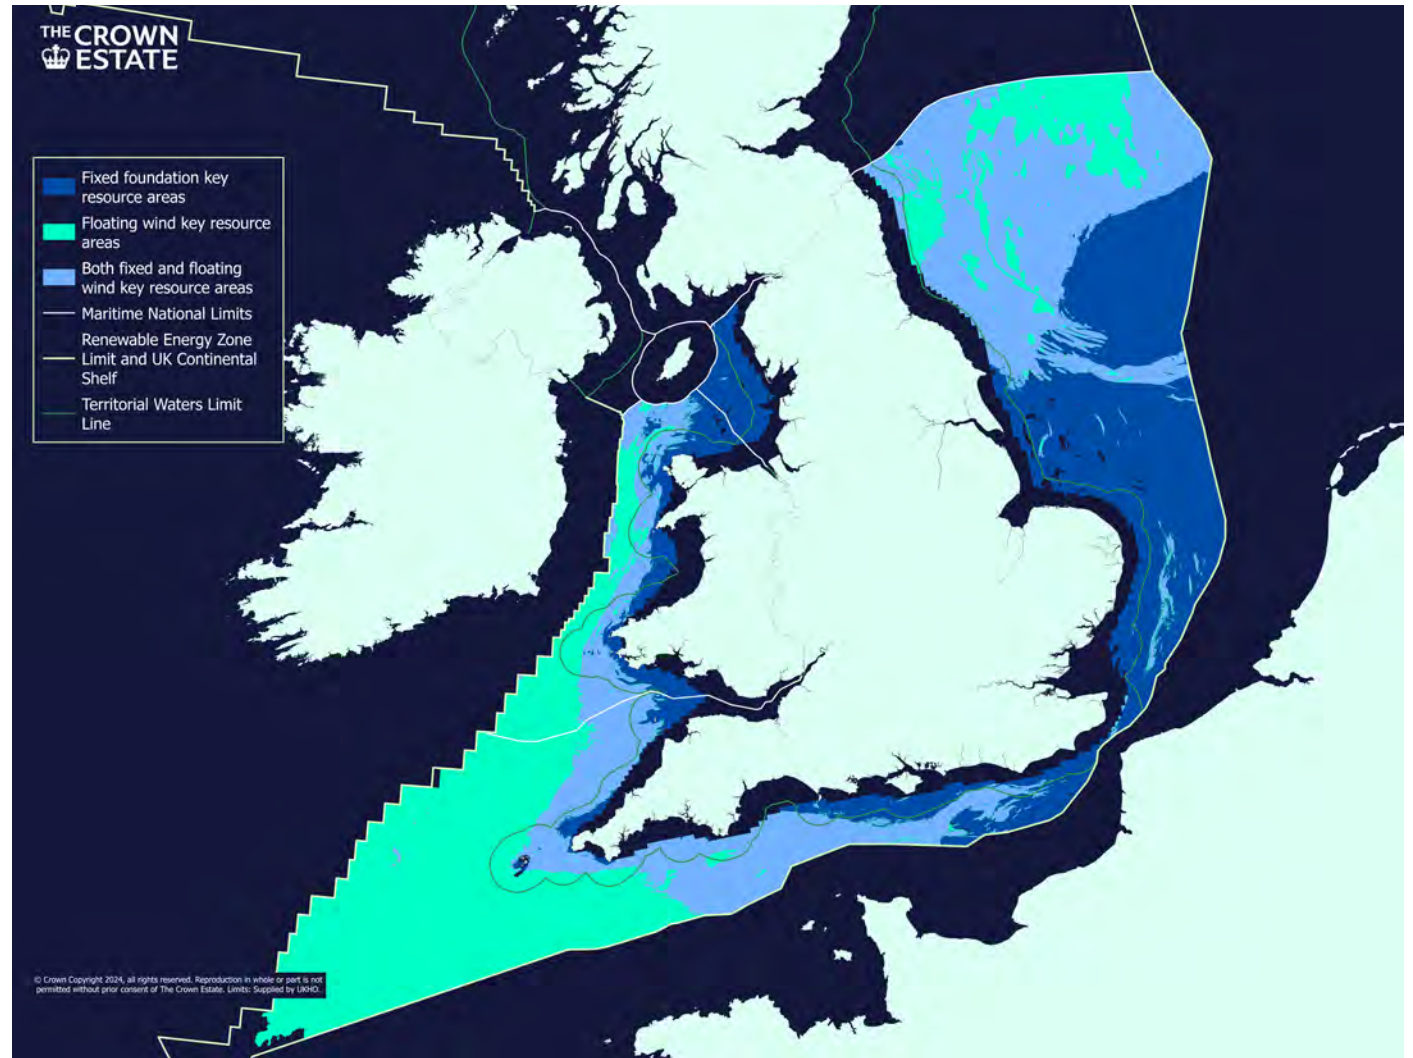 THE CROWN
ESTATE
Fixed foundation key
resource areas
Floating wind key resource
areas
Both fixed and floating
wind key resource areas
Maritime National Limits
Renewable Energy Zone
Limit and UK Continental
Shelf
Territorial Waters Limit
Line
© Crown Copyright 2024, all rights reserved. Reproduction in whole or part is not
permitted without prior consent of The Crown Estate. Limits: Supplied by UKHO.